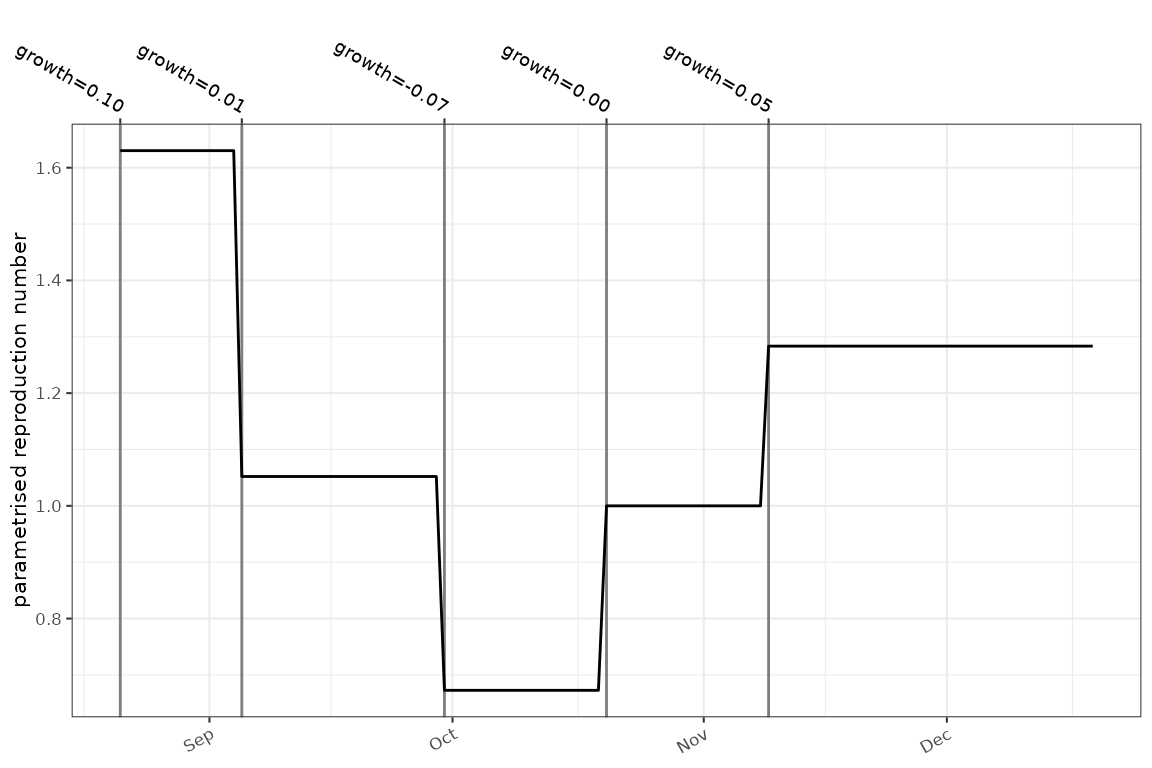 growth=0.10
growth=0.01
growth=-0.07
growth=0.00
growth=0.05
parametrised reproduction number
1.6
1.4
1.2
1.0
0.8
Sep
Oct
Nov
Dec